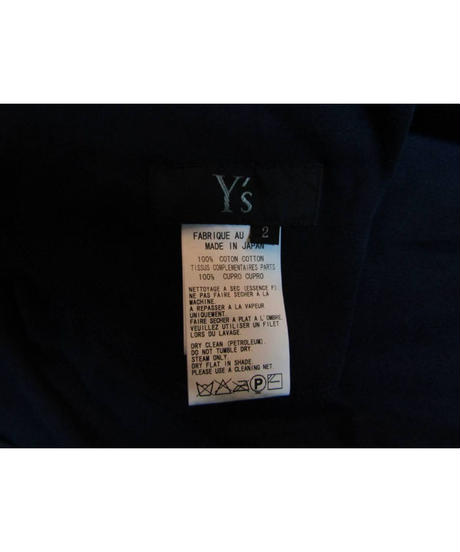 Y's
2
FABRIQUE AU
MADE IN JAPAN
100% COTON COTTON
TISSUS COMPLEMENTAIRES PARTS
100% CUPRO CUPRO
NETTOYAGE A SEC (ESSENCE F)
NE PAS FAIRE SECHER A LA
MACHINE.
A REPASSER A LA VAPEUR
UNIQUEMENT.
FAIRE SECHER A PLAT A L'OMBRE.
VEUILLEZ UTILISER UN FILET
LORS DU LAVAGE.
DRY CLEAN (PETROLEUM).
DO NOT TUMBLE DRY.
STEAM ONLY.
DRY FLAT IN SHADE.
PLEASE USE A CLEANING NET.
P